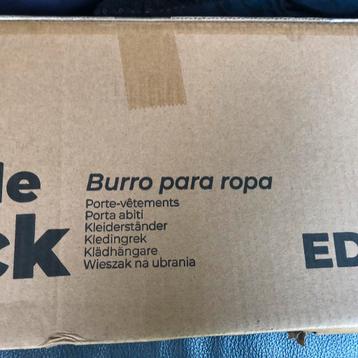 le
ck
Burro para ropa
Porte-vêtements
Porta abiti
Kleiderständer
Kledingrek
Klädhängare
Wieszak na ubrania
ED